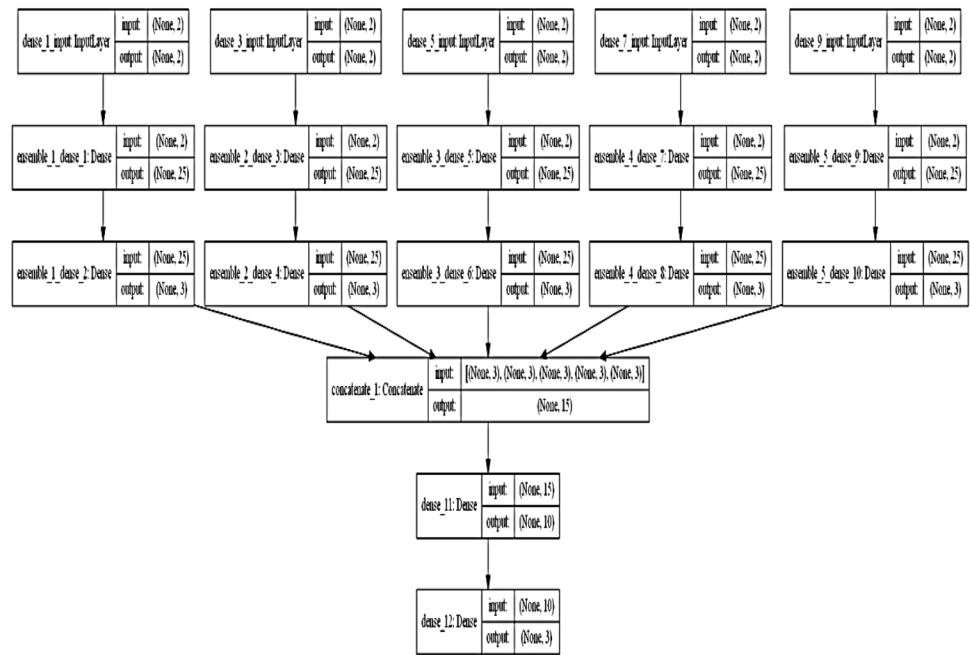 dense_1_input: InputLayer input: (None, 2) output: (None, 2)
dense_3_input: InputLayer input: (None, 2) output: (None, 2)
dense_5_input: InputLayer input: (None, 2) output: (None, 2)
dense_7_input: InputLayer input: (None, 2) output: (None, 2)
dense_9_input: InputLayer input: (None, 2) output: (None, 2)
ensemble_1_dense_1: Dense input: (None, 2) output: (None, 25)
ensemble_2_dense_3: Dense input: (None, 2) output: (None, 25)
ensemble_3_dense_5: Dense input: (None, 2) output: (None, 25)
ensemble_4_dense_7: Dense input: (None, 2) output: (None, 25)
ensemble_5_dense_9: Dense input: (None, 2) output: (None, 25)
ensemble_1_dense_2: Dense input: (None, 25) output: (None, 3)
ensemble_2_dense_4: Dense input: (None, 25) output: (None, 3)
ensemble_3_dense_6: Dense input: (None, 25) output: (None, 3)
ensemble_4_dense_8: Dense input: (None, 25) output: (None, 3)
ensemble_5_dense_10: Dense input: (None, 25) output: (None, 3)
concatenate_1: Concatenate input: [(None, 3), (None, 3), (None, 3), (None, 3), (None, 3)] output: (None, 15)
dense_11: Dense input: (None, 15) output: (None, 10)
dense_12: Dense input: (None, 10) output: (None, 3)